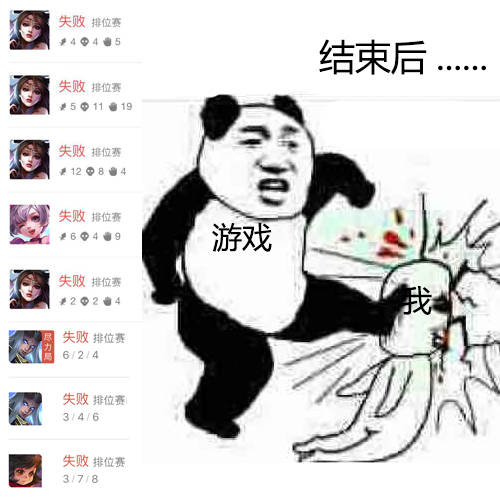 失败 排位赛
4 4 5
失败 排位赛
5 11 19
失败 排位赛
12 8 4
失败 排位赛
6 4 9
失败 排位赛
2 2 4
尽力局
失败 排位赛
6 / 2 / 4
失败 排位赛
3 / 4 / 6
失败 排位赛
3 / 7 / 8
结束后 ......
游戏
我